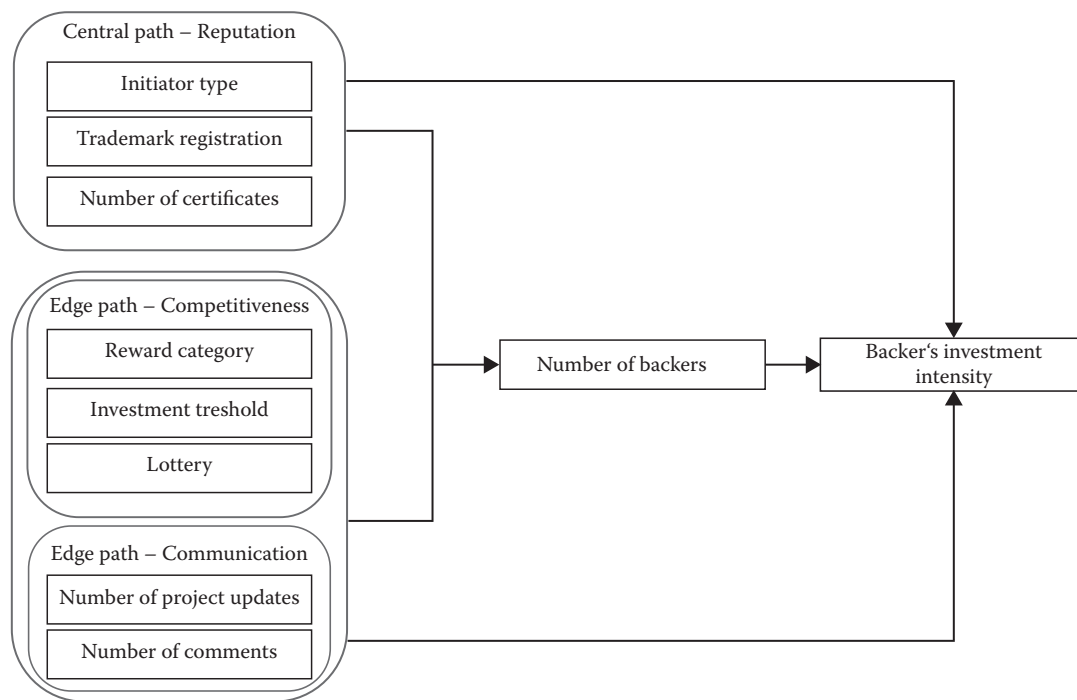 Central path – Reputation
Initiator type
Trademark registration
Number of certificates
Edge path – Competitiveness
Reward category
Investment treshold
Lottery
Edge path – Communication
Number of project updates
Number of comments
Number of backers
Backer‘s investment
intensity